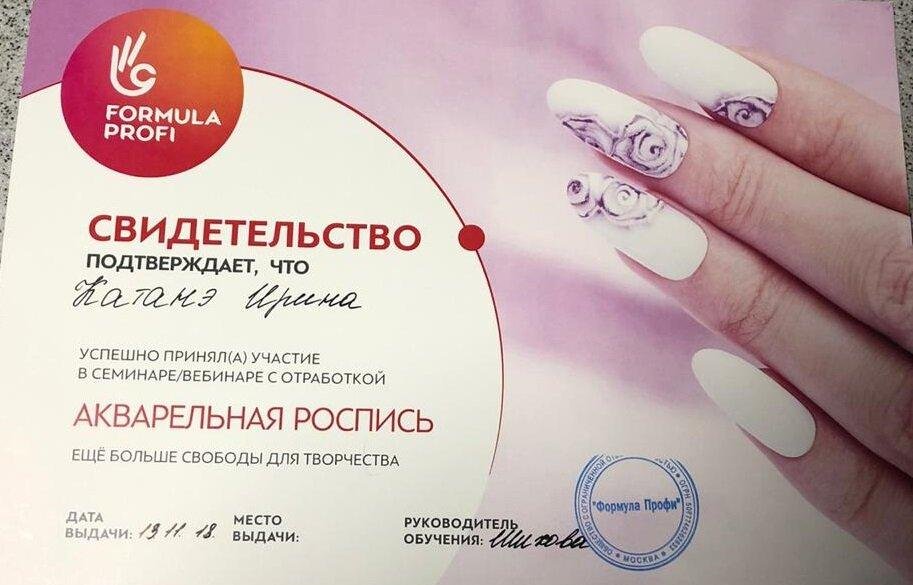 FORMULA
PROFI
СВИДЕТЕЛЬСТВО
ПОДТВЕРЖДАЕТ, ЧТО
Катанэ Ирина
УСПЕШНО ПРИНЯЛ(А) УЧАСТИЕ
В СЕМИНАРЕ/ВЕБИНАРЕ С ОТРАБОТКОЙ
АКВАРЕЛЬНАЯ РОСПИСЬ
ЕЩЁ БОЛЬШЕ СВОБОДЫ ДЛЯ ТВОРЧЕСТВА
ДАТА
ВЫДАЧИ: 19.11.18.
МЕСТО
ВЫДАЧИ:
РУКОВОДИТЕЛЬ
ОБУЧЕНИЯ: Шихова
"Формула Профи"
МОСКВА